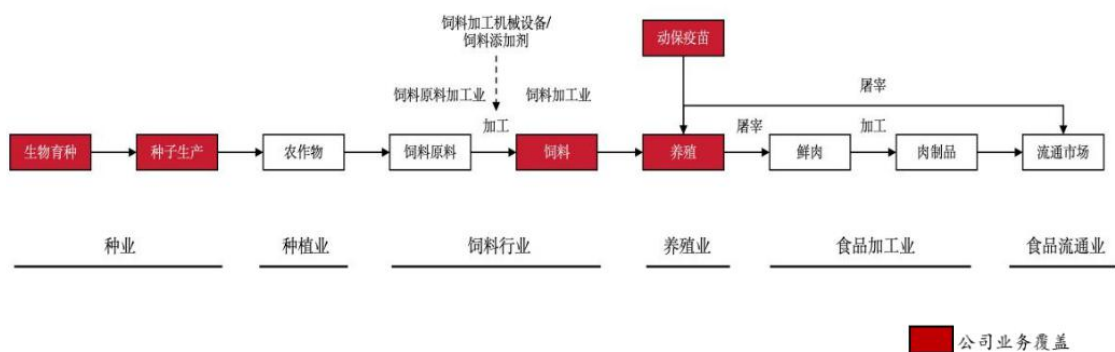 饲料加工机械设备/
饲料添加剂
动保疫苗
屠宰
饲料原料加工业
饲料加工业
加工
屠宰
加工
生物育种
种子生产
农作物
饲料原料
饲料
养殖
鲜肉
肉制品
流通市场
种业
种植业
饲料行业
养殖业
食品加工业
食品流通业
公司业务覆盖